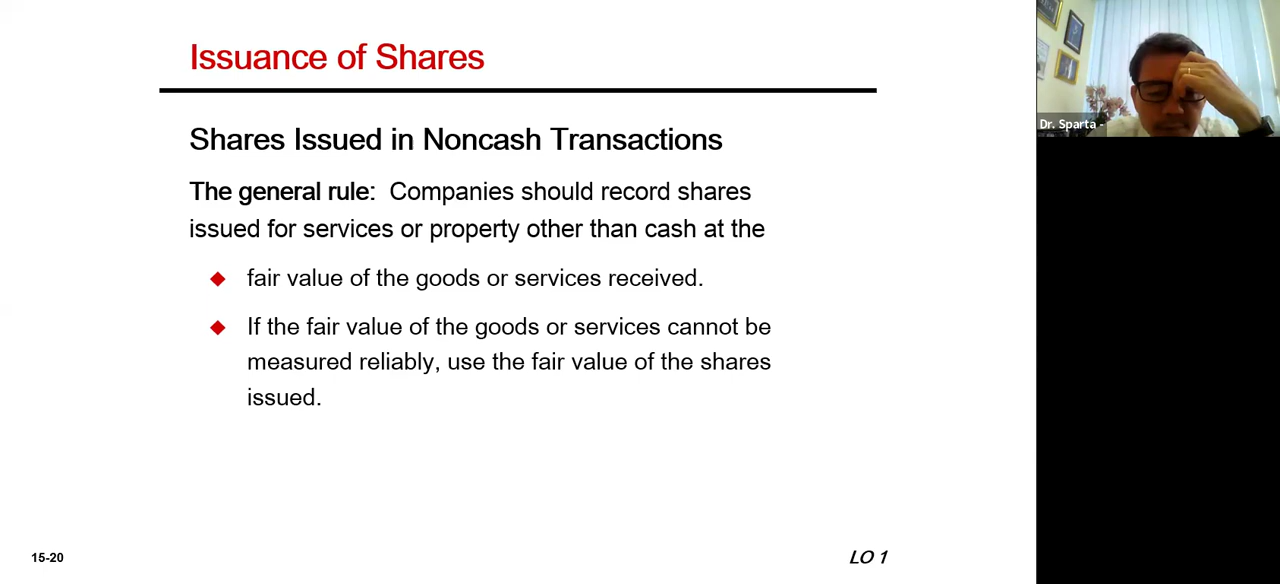 Issuance of Shares
Shares Issued in Noncash Transactions
The general rule: Companies should record shares
issued for services or property other than cash at the
fair value of the goods or services received.
If the fair value of the goods or services cannot be
measured reliably, use the fair value of the shares
issued.
15-20
LO 1
Dr. Sparta -